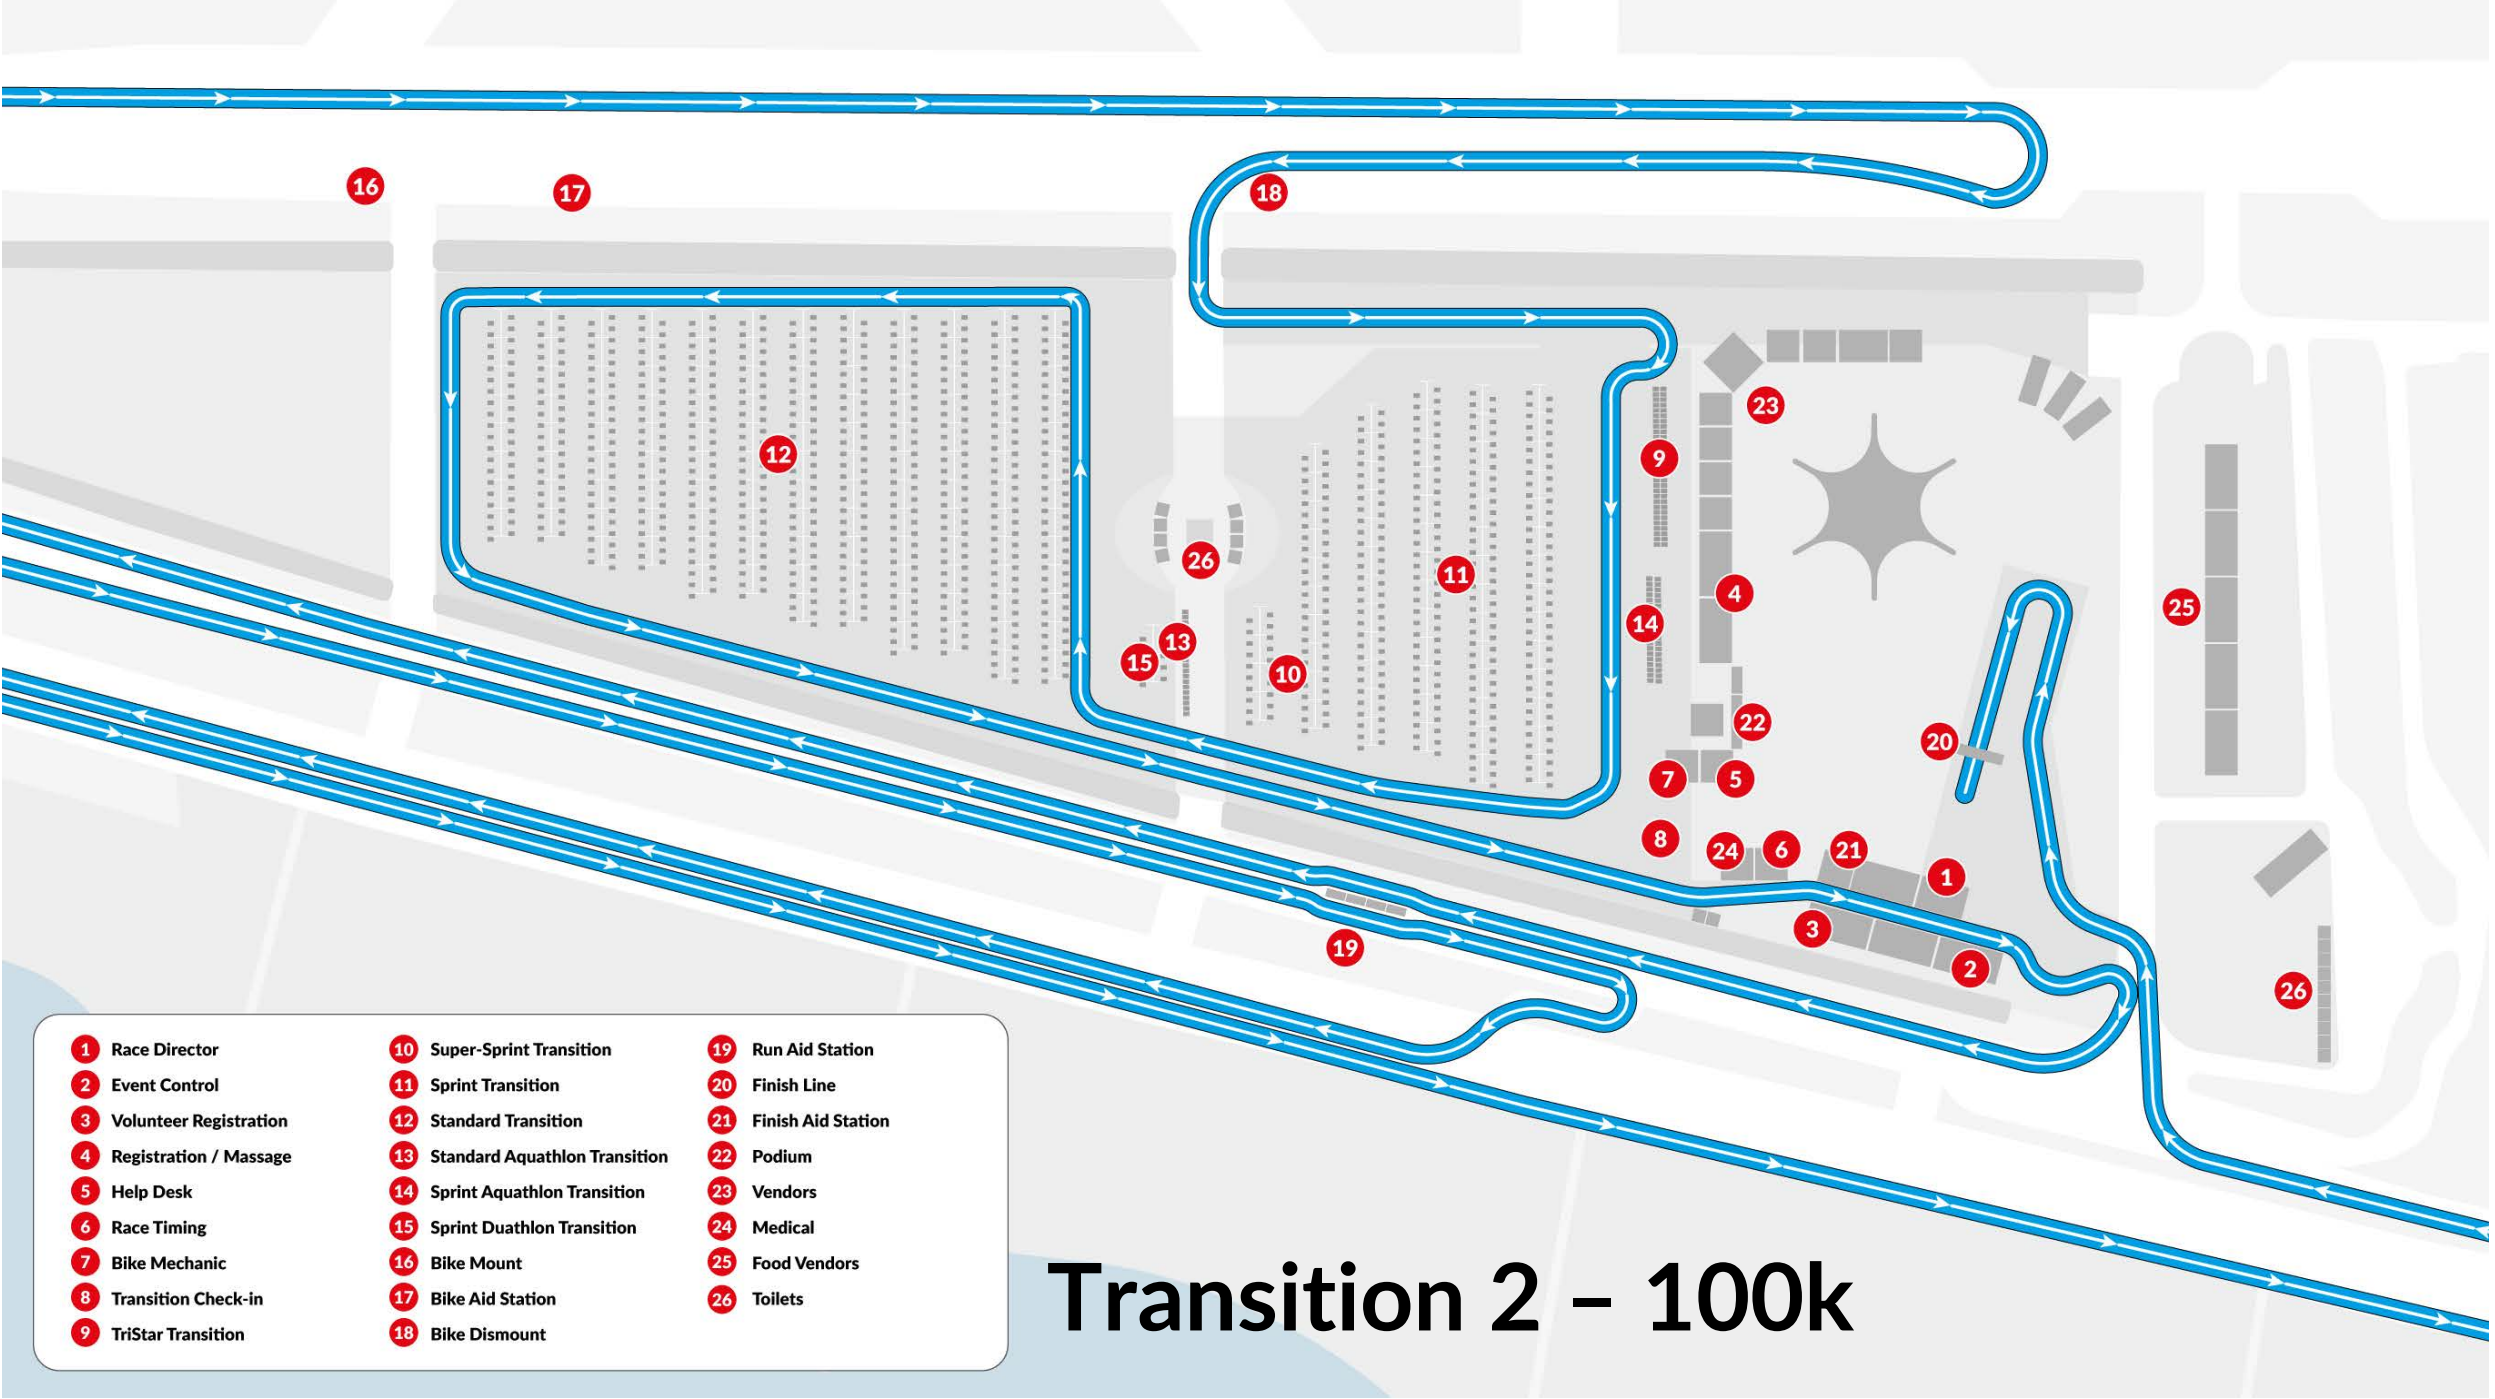 16
17
18
12
23
9
26
11
4
25
14
13
15
10
22
20
7
5
8
24
6
21
1
3
19
2
26
1 Race Director
2 Event Control
3 Volunteer Registration
4 Registration / Massage
5 Help Desk
6 Race Timing
7 Bike Mechanic
8 Transition Check-in
9 TriStar Transition
10 Super-Sprint Transition
11 Sprint Transition
12 Standard Transition
13 Standard Aquathlon Transition
14 Sprint Aquathlon Transition
15 Sprint Duathlon Transition
16 Bike Mount
17 Bike Aid Station
18 Bike Dismount
19 Run Aid Station
20 Finish Line
21 Finish Aid Station
22 Podium
23 Vendors
24 Medical
25 Food Vendors
26 Toilets
Transition 2 – 100k